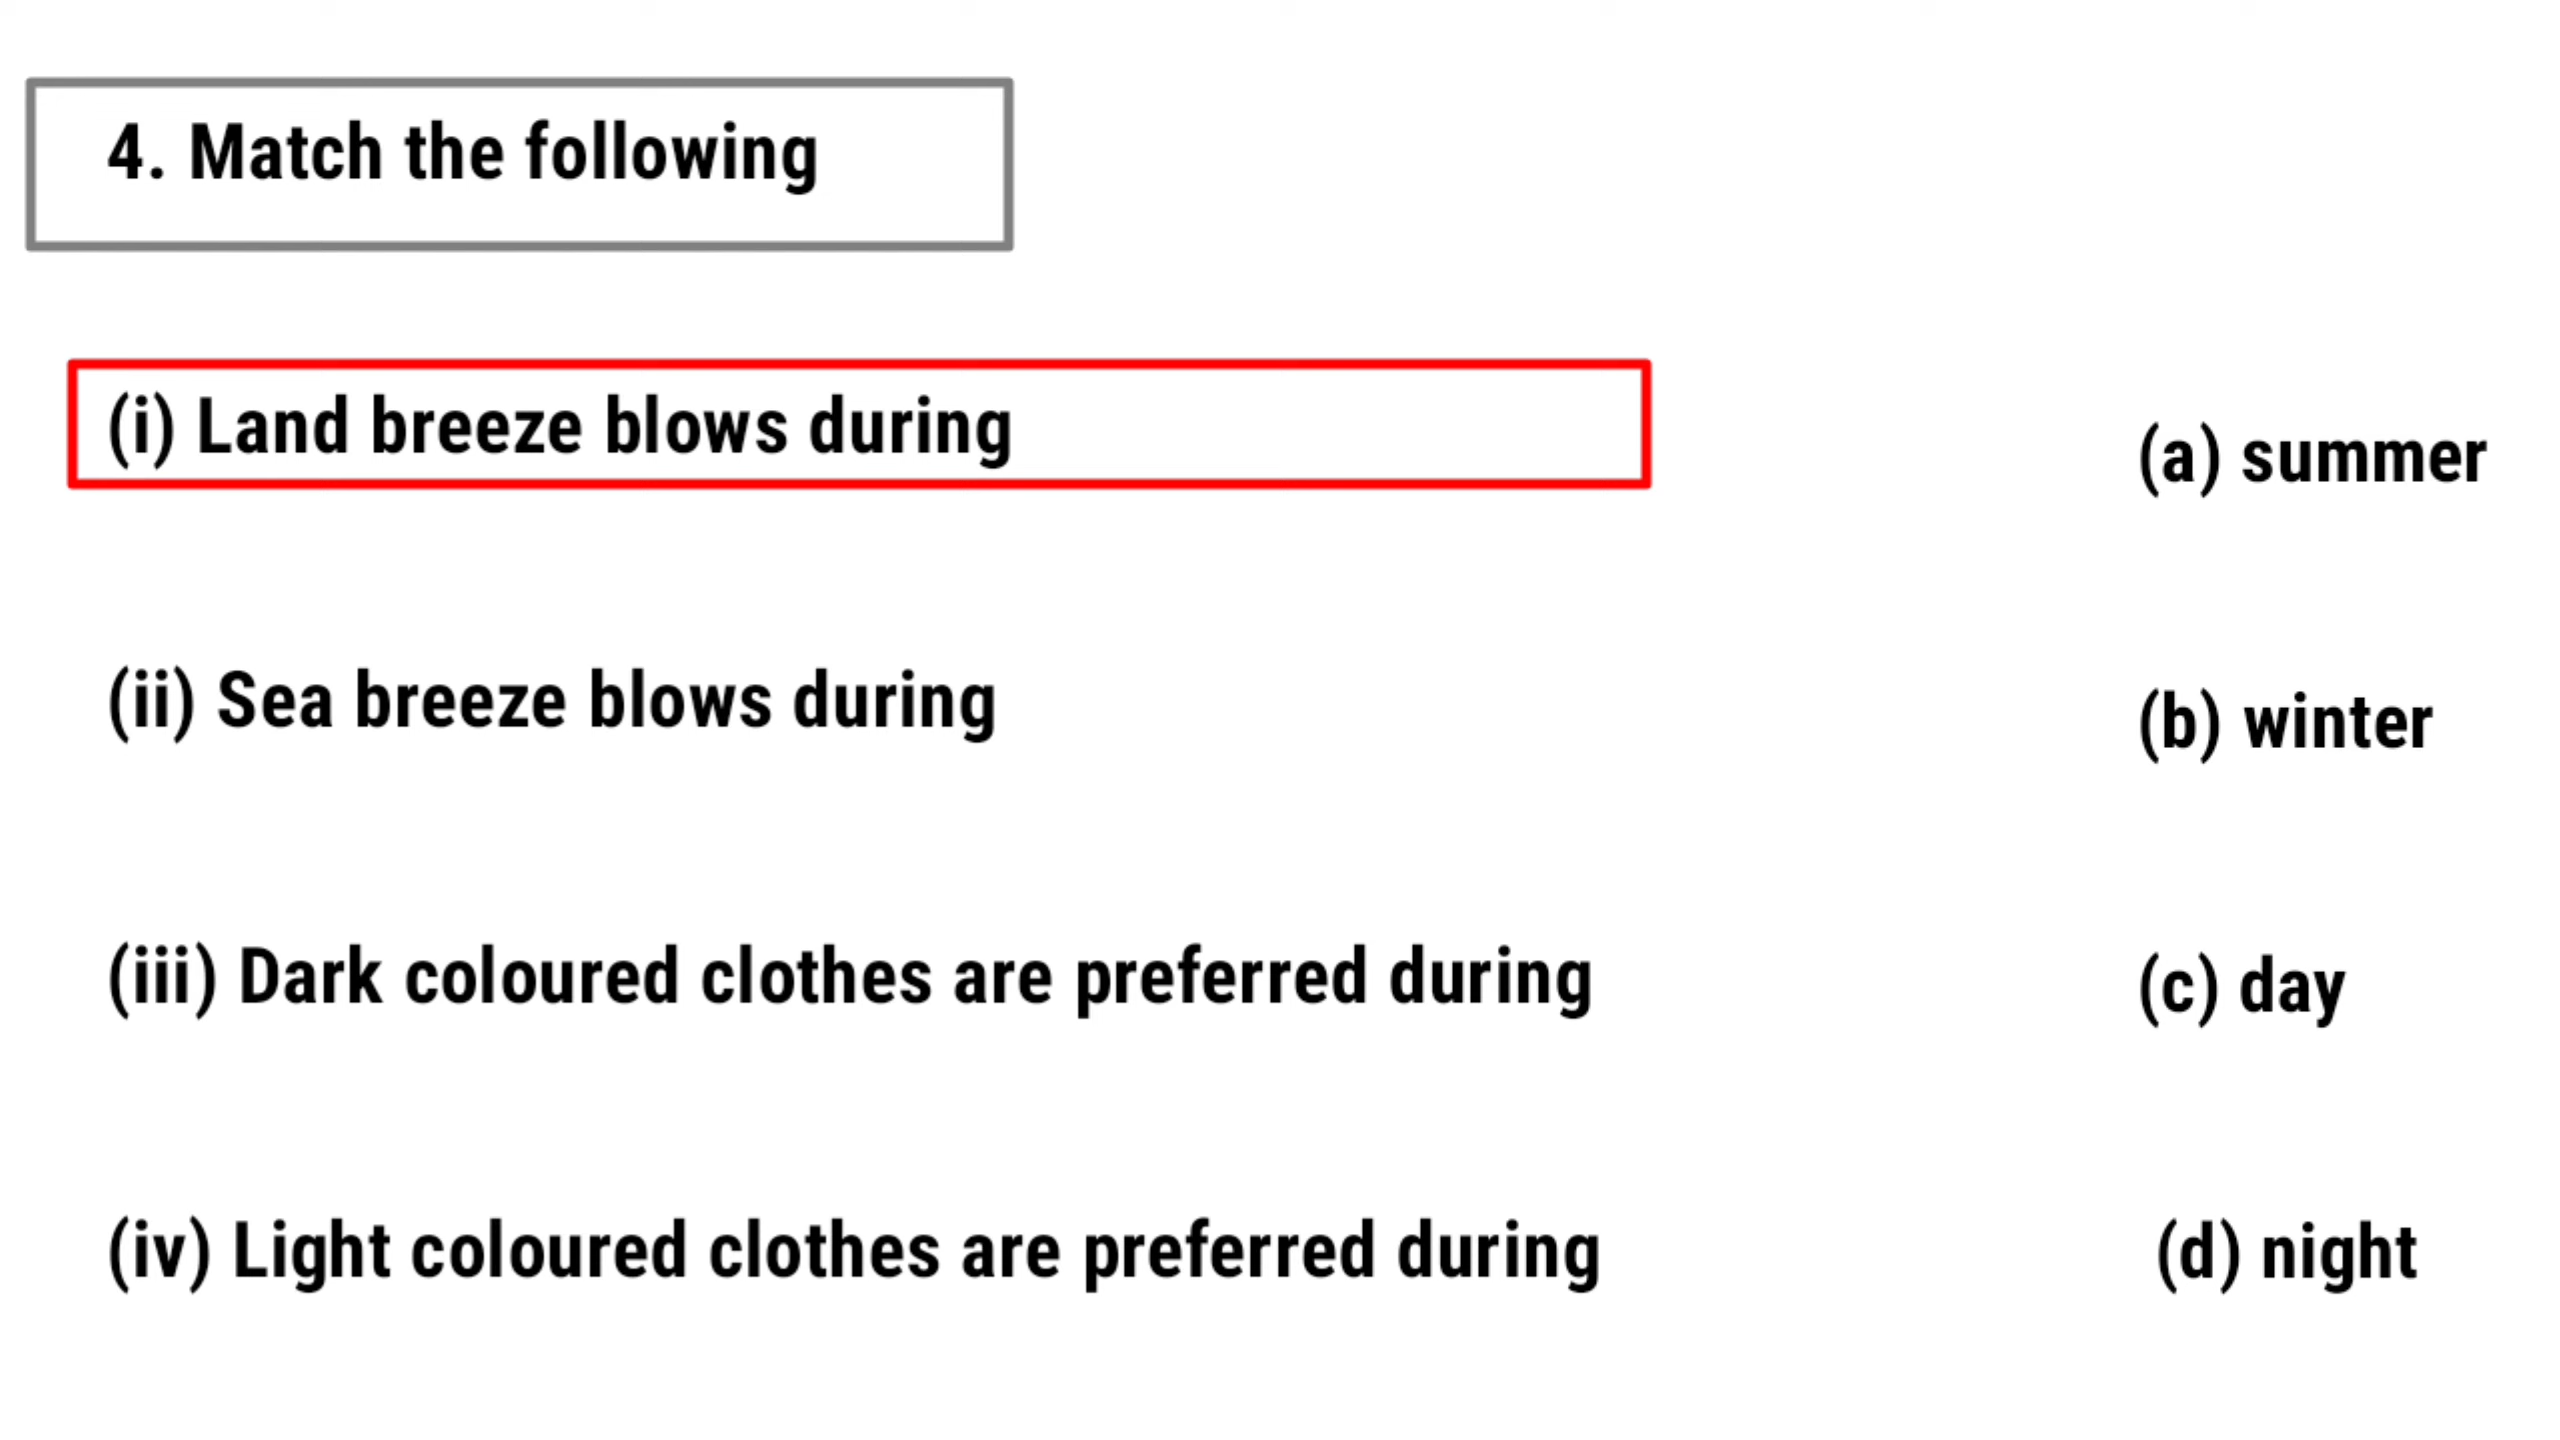 4. Match the following
(i) Land breeze blows during
(a) summer
(ii) Sea breeze blows during
(b) winter
(iii) Dark coloured clothes are preferred during
(c) day
(iv) Light coloured clothes are preferred during
(d) night